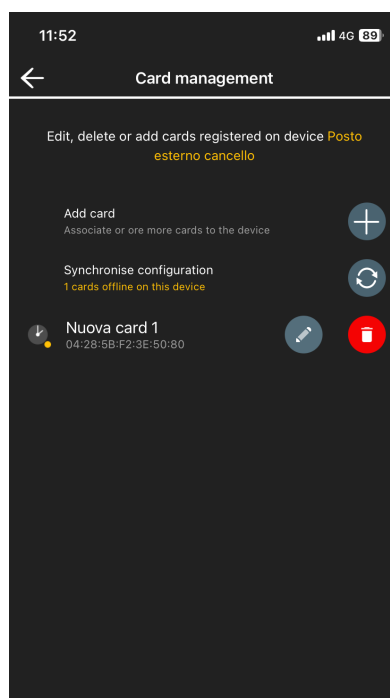 11:52
4G 89
Card management
Edit, delete or add cards registered on device Posto
esterno cancello
Add card
Associate or ore more cards to the device
Synchronise configuration
1 cards offline on this device
Nuova card 1
04:28:5B:F2:3E:50:80